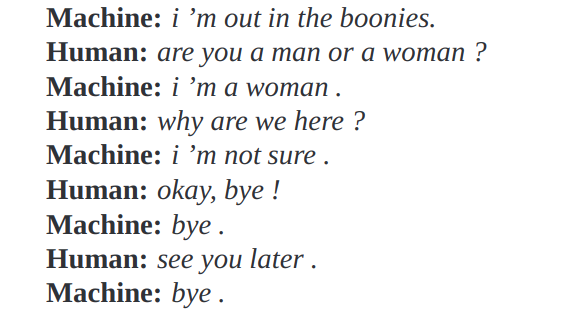 Machine: i ’m out in the boonies.
Human: are you a man or a woman ?
Machine: i ’m a woman .
Human: why are we here ?
Machine: i ’m not sure .
Human: okay, bye !
Machine: bye .
Human: see you later .
Machine: bye .